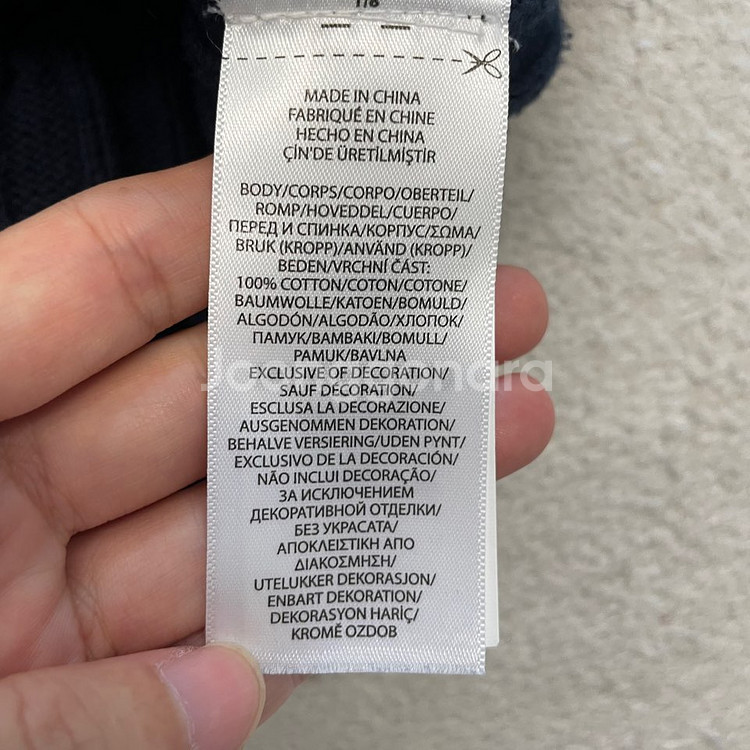 1/8
MADE IN CHINA
FABRIQUÉ EN CHINE
HECHO EN CHINA
ÇİN'DE ÜRETİLMİŞTİR
BODY/CORPS/CORPO/OBERTEIL/
ROMP/HOVEDDEL/CUERPO/
ПЕРЕД И СПИНКА/КОРПУС/ΣΩΜΑ/
BRUK (KROPP)/ANVÄND (KROPP)/
BEDEN/VRCHNÍ ČÁST:
100% COTTON/COTON/COTONE/
BAUMWOLLE/KATOEN/BOMULD/
ALGODÓN/ALGODÃO/ХЛОПОК/
ПАМУК/ΒΑΜΒΑΚΙ/BOMULL/
PAMUK/BAVLNA
EXCLUSIVE OF DECORATION/
SAUF DECORATION/
ESCLUSA LA DECORAZIONE/
AUSGENOMMEN DEKORATION/
BEHALVE VERSIERING/UDEN PYNT/
EXCLUSIVO DE LA DECORACIÓN/
NÃO INCLUI DECORAÇÃO/
ЗА ИСКЛЮЧЕНИЕМ
ДЕКОРАТИВНОЙ ОТДЕЛКИ/
БЕЗ УКРАСАТА/
ΑΠΟΚΛΕΙΣΤΙΚΗ ΑΠΟ
ΔΙΑΚΟΣΜΗΣΗ/
UTELUKKER DEKORASJON/
ENBART DEKORATION/
DEKORASYON HARİÇ/
KROMĚ OZDOB